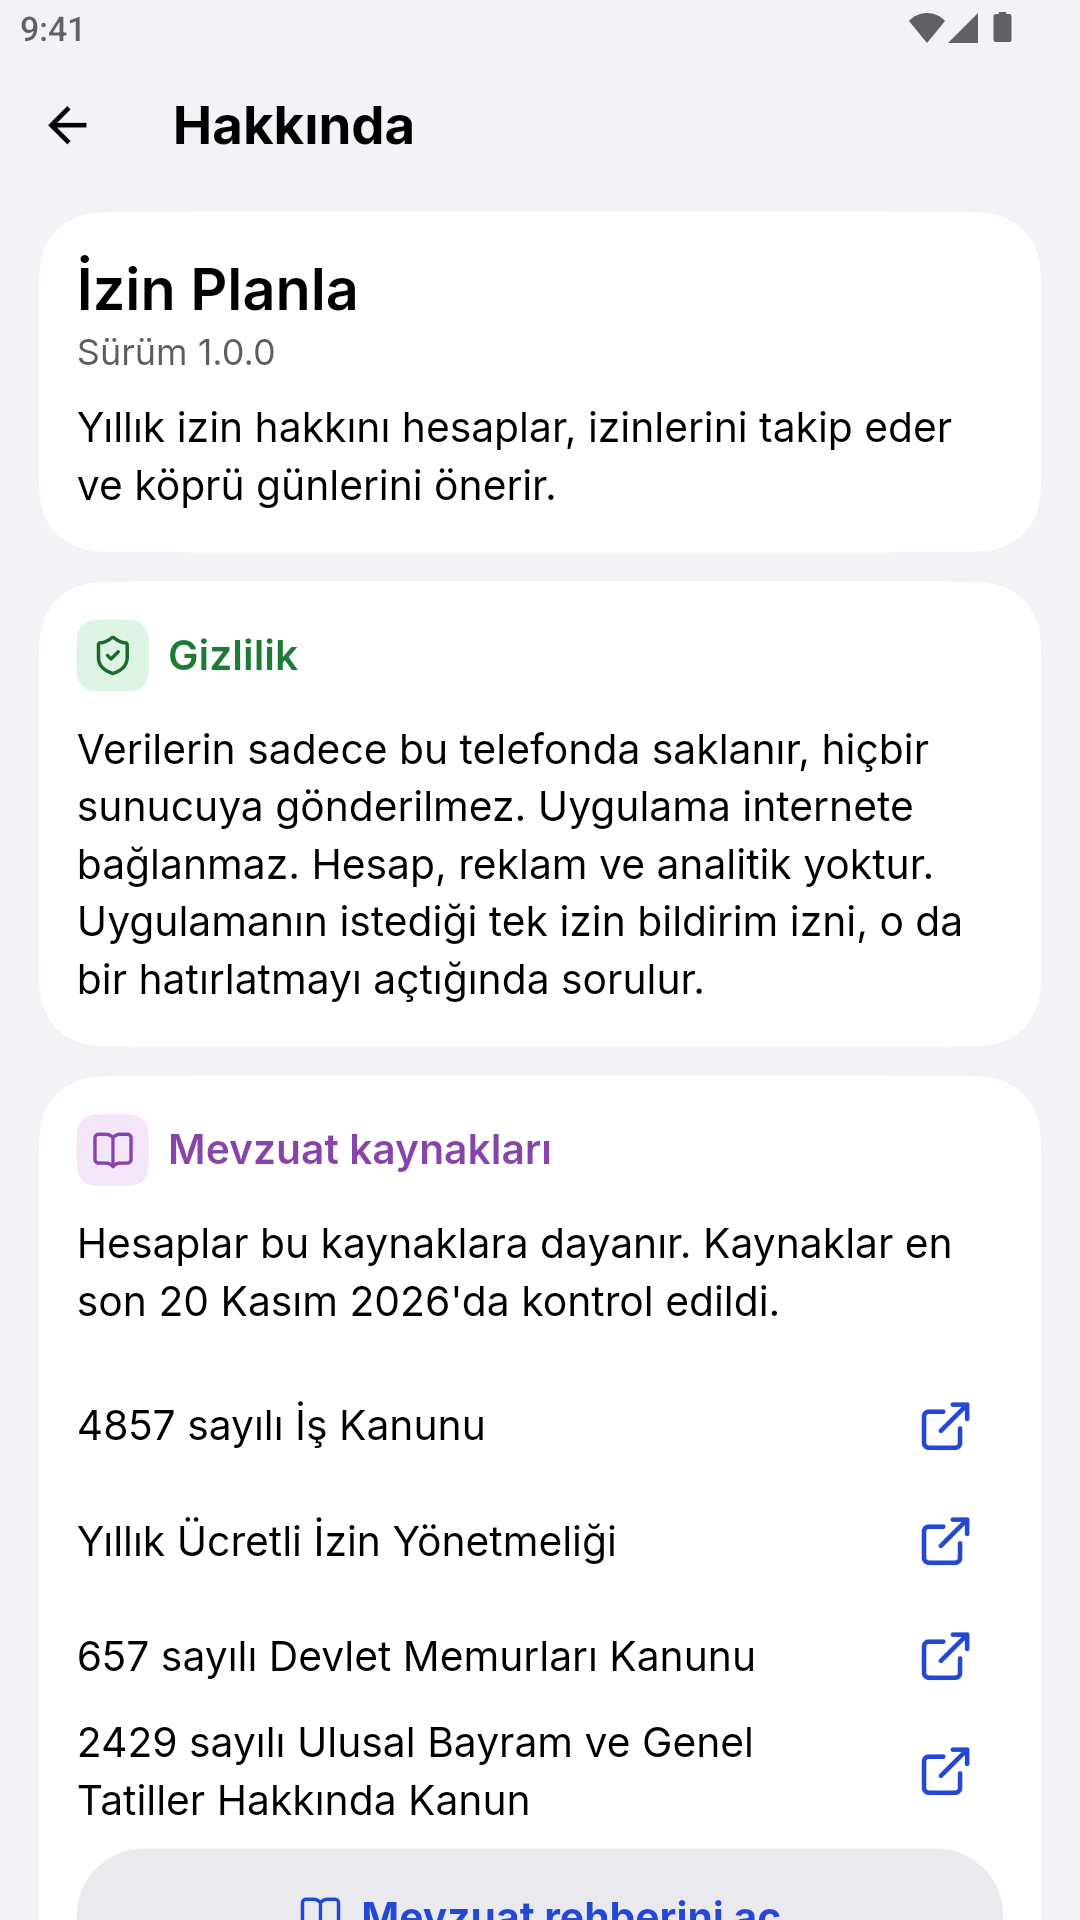 9:41
Hakkında
İzin Planla
Sürüm 1.0.0
Yıllık izin hakkını hesaplar, izinlerini takip eder
ve köprü günlerini önerir.
Gizlilik
Verilerin sadece bu telefonda saklanır, hiçbir
sunucuya gönderilmez. Uygulama internete
bağlanmaz. Hesap, reklam ve analitik yoktur.
Uygulamanın istediği tek izin bildirim izni, o da
bir hatırlatmayı açtığında sorulur.
Mevzuat kaynakları
Hesaplar bu kaynaklara dayanır. Kaynaklar en
son 20 Kasım 2026'da kontrol edildi.
4857 sayılı İş Kanunu
Yıllık Ücretli İzin Yönetmeliği
657 sayılı Devlet Memurları Kanunu
2429 sayılı Ulusal Bayram ve Genel
Tatiller Hakkında Kanun
Mevzuat rehberini aç